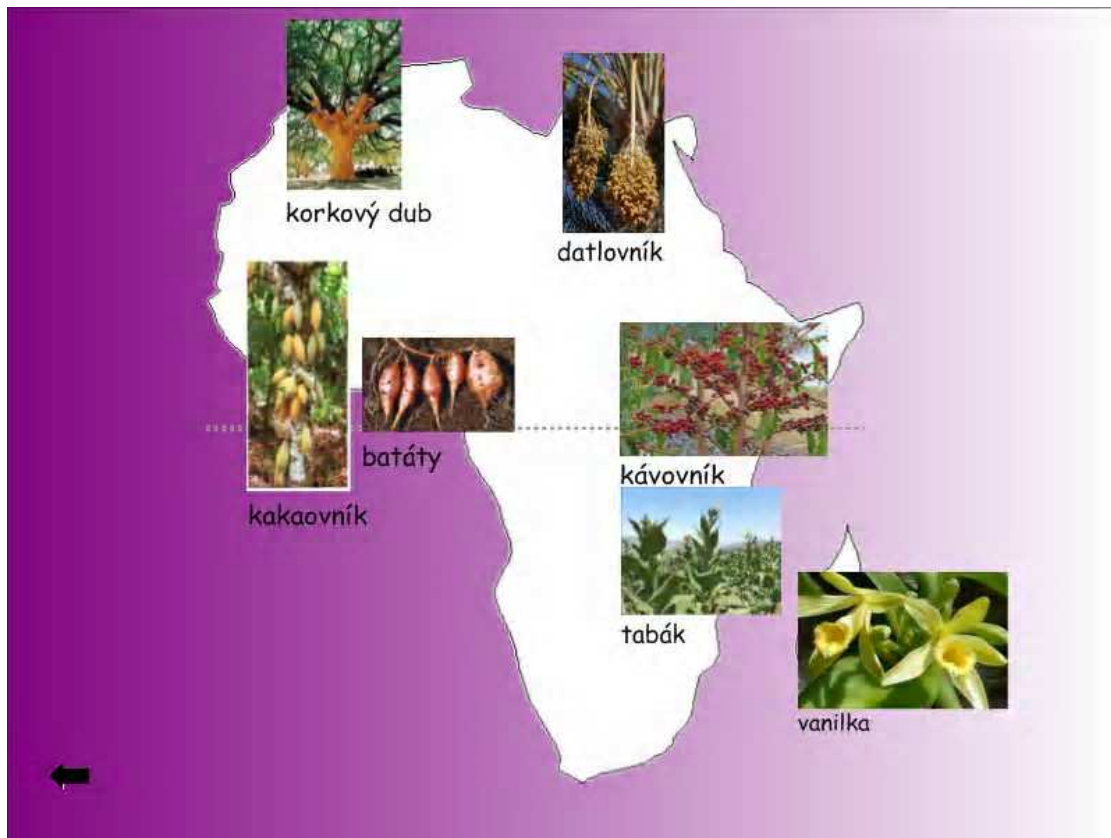 korkový dub
datlovník
batáty
kávovník
kakaovník
tabák
vanilka